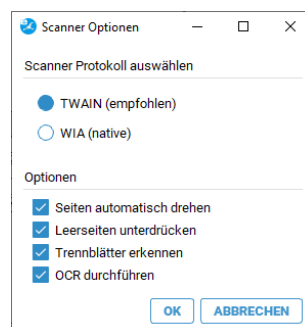 Scanner Optionen
Scanner Protokoll auswählen
TWAIN (empfohlen)
WIA (native)
Optionen
Seiten automatisch drehen
Leerseiten unterdrücken
Trennblätter erkennen
OCR durchführen
OK ABBRECHEN